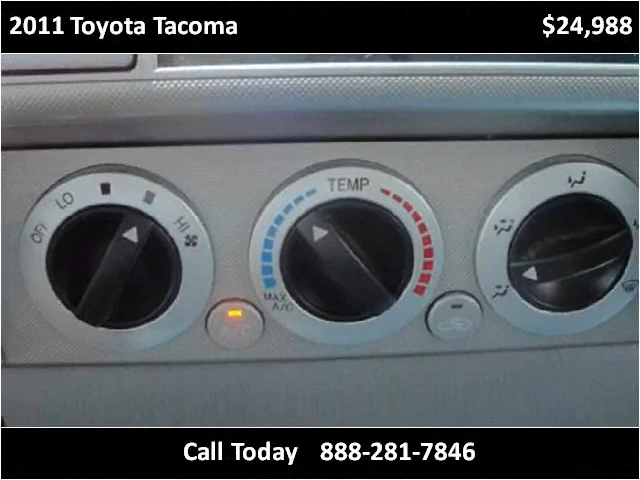 2011 Toyota Tacoma $24,988
TEMP
OFF LO HI
MAX A/C
A/C
Call Today 888-281-7846